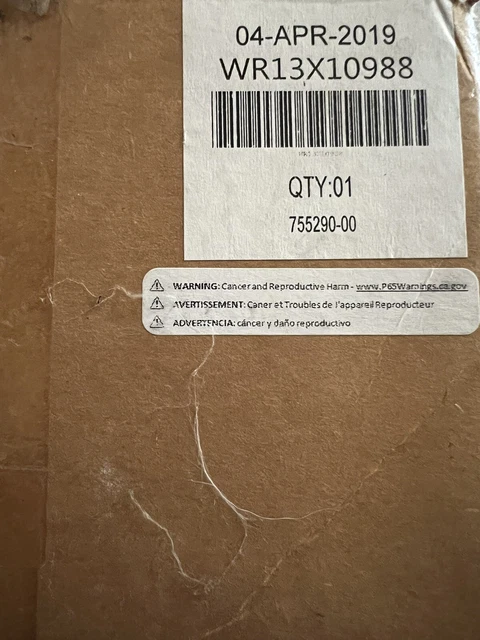 04-APR-2019
WR13X10988
QTY:01
755290-00
WARNING: Cancer and Reproductive Harm - www.P65Warnings.ca.gov
AVERTISSEMENT: Caner et Troubles de l'appareil Reproducteur
ADVERTENCIA: cáncer y daño reproductivo